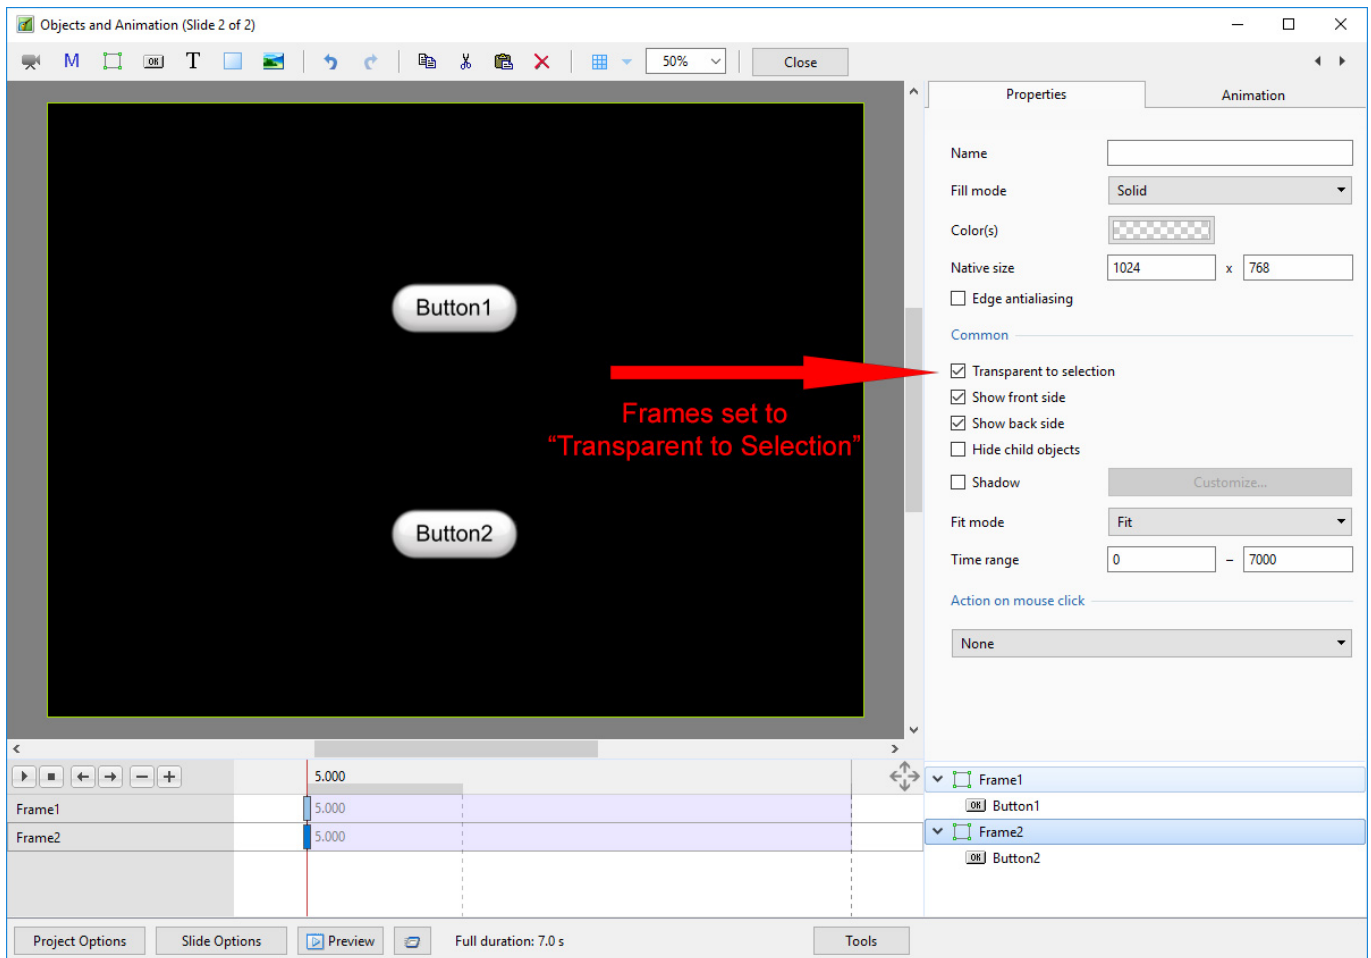 Objects and Animation (Slide 2 of 2)
M OK T 50% Close
Properties Animation
Name
Fill mode Solid
Color(s)
Native size 1024 x 768
Edge antialiasing
Common
Transparent to selection
Show front side
Show back side
Hide child objects
Shadow Customize...
Fit mode Fit
Time range 0 – 7000
Action on mouse click
None
Button1
Frames set to
“Transparent to Selection”
Button2
5.000
Frame1 5.000
Frame2 5.000
Frame1
OK Button1
Frame2
OK Button2
Project Options Slide Options Preview Full duration: 7.0 s Tools